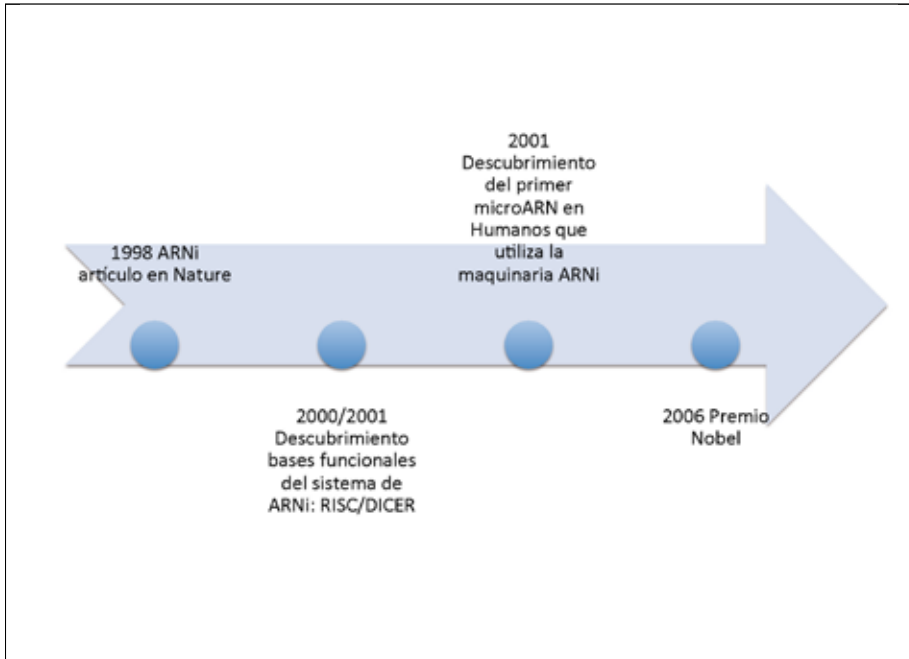 1998 ARNi
artículo en Nature
2000/2001
Descubrimiento
bases funcionales
del sistema de
ARNi: RISC/DICER
2001
Descubrimiento
del primer
microARN en
Humanos que
utiliza la
maquinaria ARNi
2006 Premio
Nobel